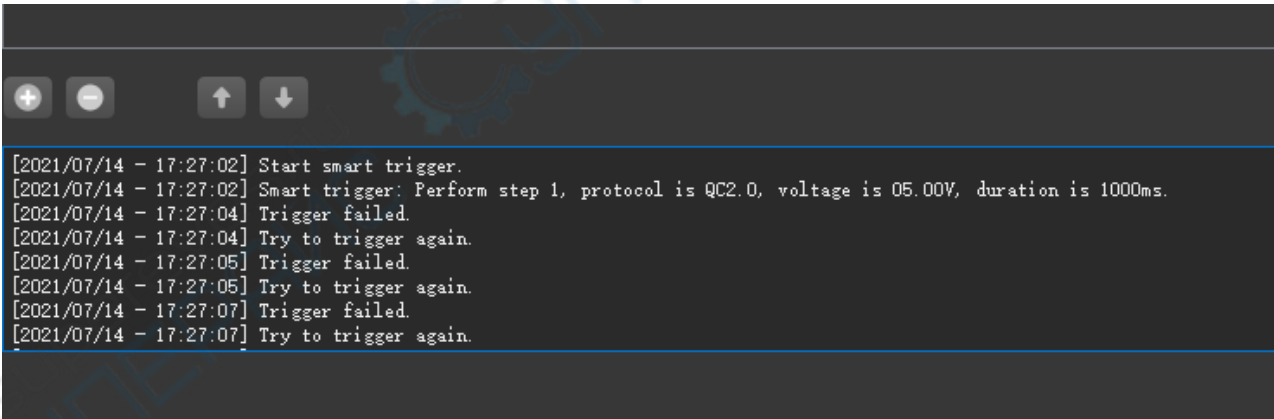 [2021/07/14 - 17:27:02] Start smart trigger.
[2021/07/14 - 17:27:02] Smart trigger: Perform step 1, protocol is QC2.0, voltage is 05.00V, duration is 1000ms.
[2021/07/14 - 17:27:04] Trigger failed.
[2021/07/14 - 17:27:04] Try to trigger again.
[2021/07/14 - 17:27:05] Trigger failed.
[2021/07/14 - 17:27:05] Try to trigger again.
[2021/07/14 - 17:27:07] Trigger failed.
[2021/07/14 - 17:27:07] Try to trigger again.